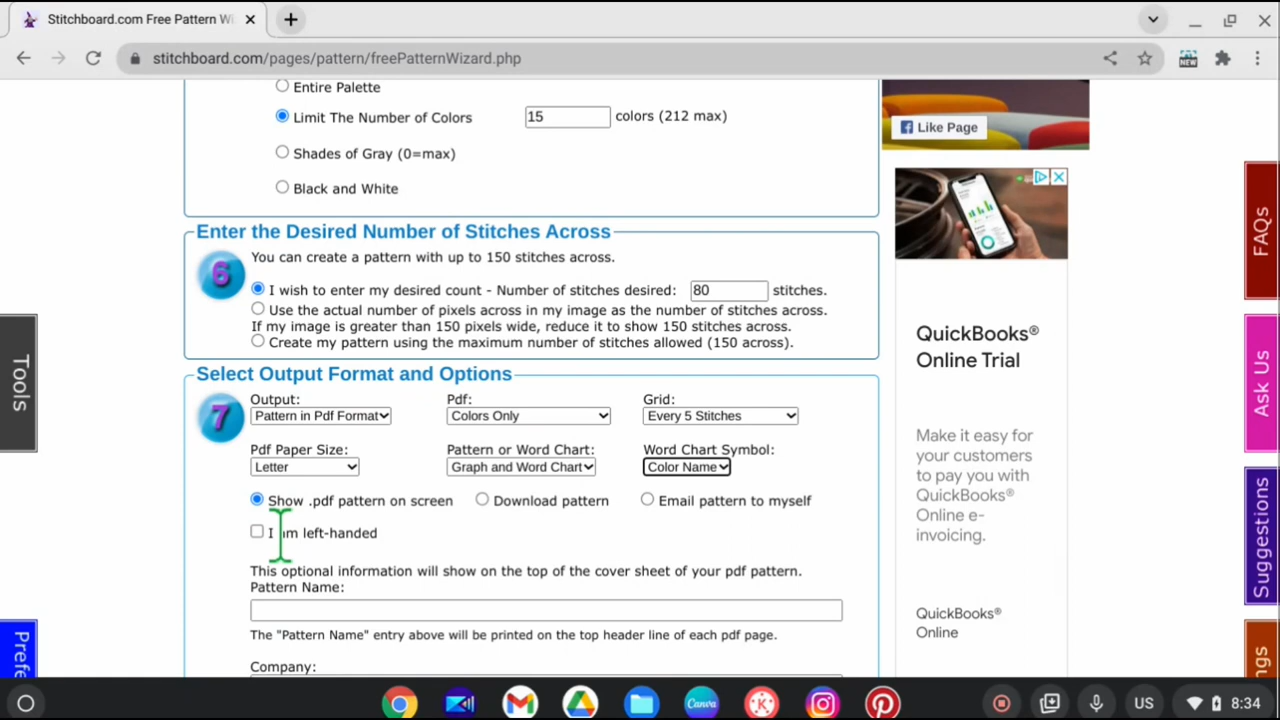 Stitchboard.com Free Pattern Wi
stitchboard.com/pages/pattern/freePatternWizard.php
NEW
Entire Palette
Limit The Number of Colors 15 colors (212 max)
Shades of Gray (0=max)
Black and White
Enter the Desired Number of Stitches Across
6
You can create a pattern with up to 150 stitches across.
I wish to enter my desired count - Number of stitches desired: 80 stitches.
Use the actual number of pixels across in my image as the number of stitches across.
If my image is greater than 150 pixels wide, reduce it to show 150 stitches across.
Create my pattern using the maximum number of stitches allowed (150 across).
Select Output Format and Options
7
Output: Pdf: Grid:
Pattern in Pdf Format Colors Only Every 5 Stitches
Pdf Paper Size: Pattern or Word Chart: Word Chart Symbol:
Letter Graph and Word Chart Color Name
Show .pdf pattern on screen Download pattern Email pattern to myself
I am left-handed
This optional information will show on the top of the cover sheet of your pdf pattern.
Pattern Name:
The "Pattern Name" entry above will be printed on the top header line of each pdf page.
Company:
Like Page
QuickBooks®
Online Trial
Make it easy for
your customers
to pay you with
QuickBooks®
Online e-
invoicing.
QuickBooks®
Online
Tools
Prefe
FAQs
Ask Us
Suggestions
ngs
Canva
US
8:34